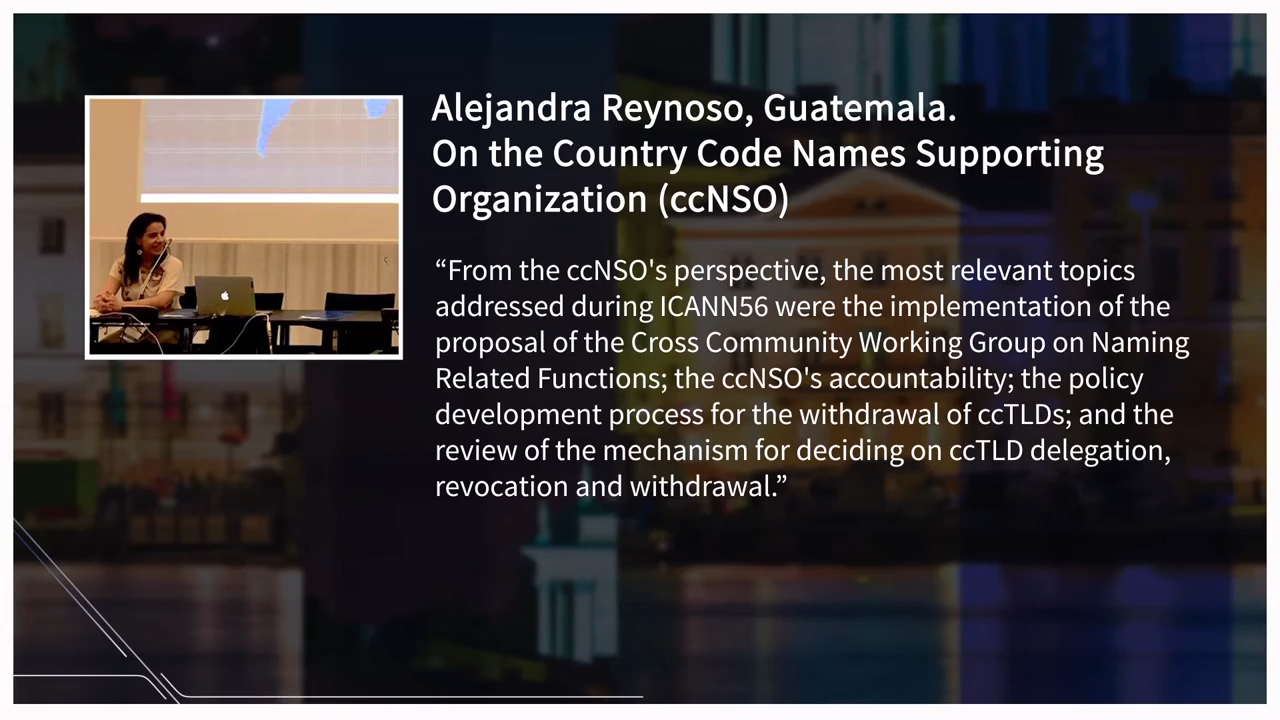 Alejandra Reynoso, Guatemala.
On the Country Code Names Supporting
Organization (ccNSO)
“From the ccNSO's perspective, the most relevant topics
addressed during ICANN56 were the implementation of the
proposal of the Cross Community Working Group on Naming
Related Functions; the ccNSO's accountability; the policy
development process for the withdrawal of ccTLDs; and the
review of the mechanism for deciding on ccTLD delegation,
revocation and withdrawal.”